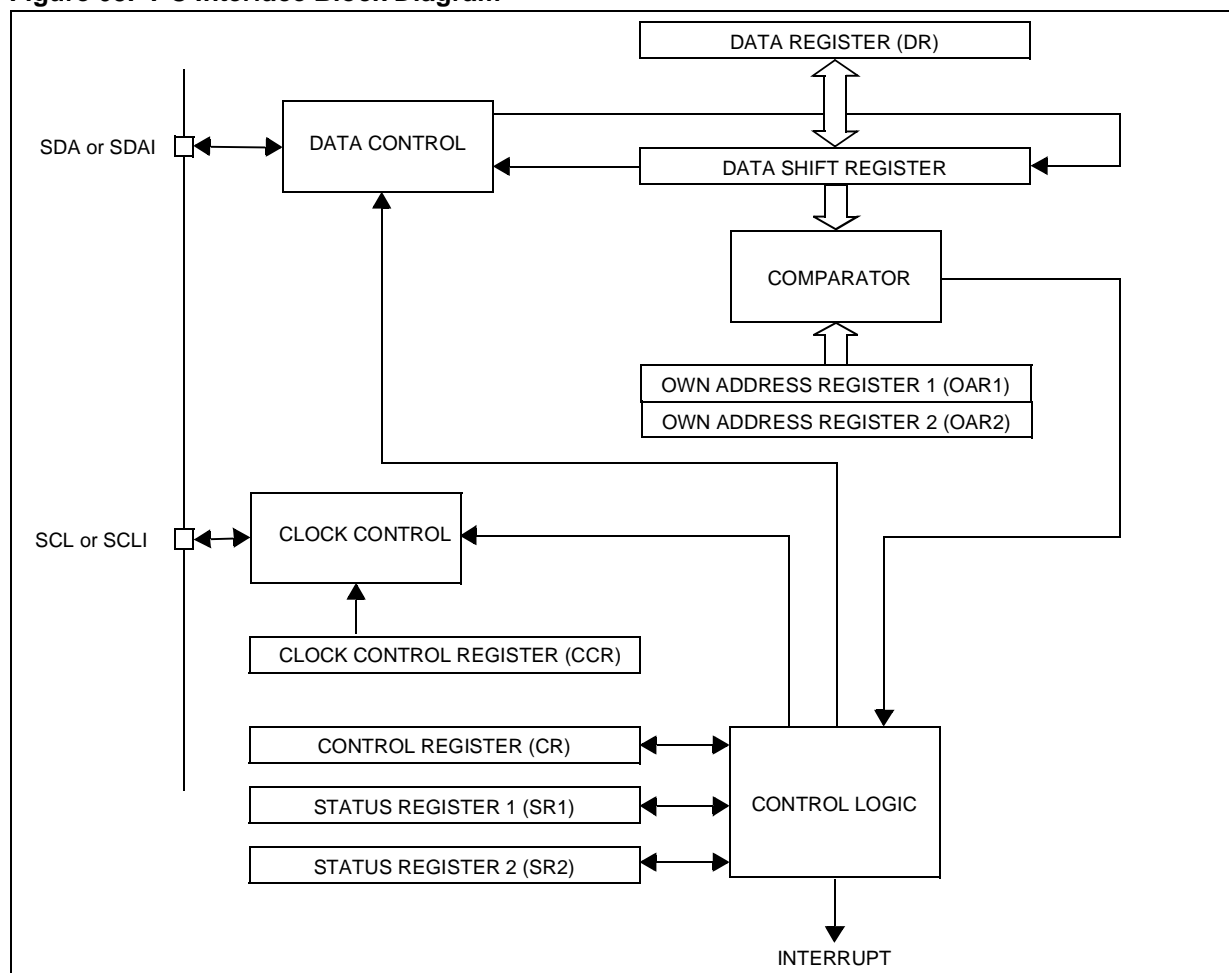 DATA REGISTER (DR)
SDA or SDAI
DATA CONTROL
DATA SHIFT REGISTER
COMPARATOR
OWN ADDRESS REGISTER 1 (OAR1)
OWN ADDRESS REGISTER 2 (OAR2)
SCL or SCLI
CLOCK CONTROL
CLOCK CONTROL REGISTER (CCR)
CONTROL REGISTER (CR)
STATUS REGISTER 1 (SR1)
CONTROL LOGIC
STATUS REGISTER 2 (SR2)
INTERRUPT